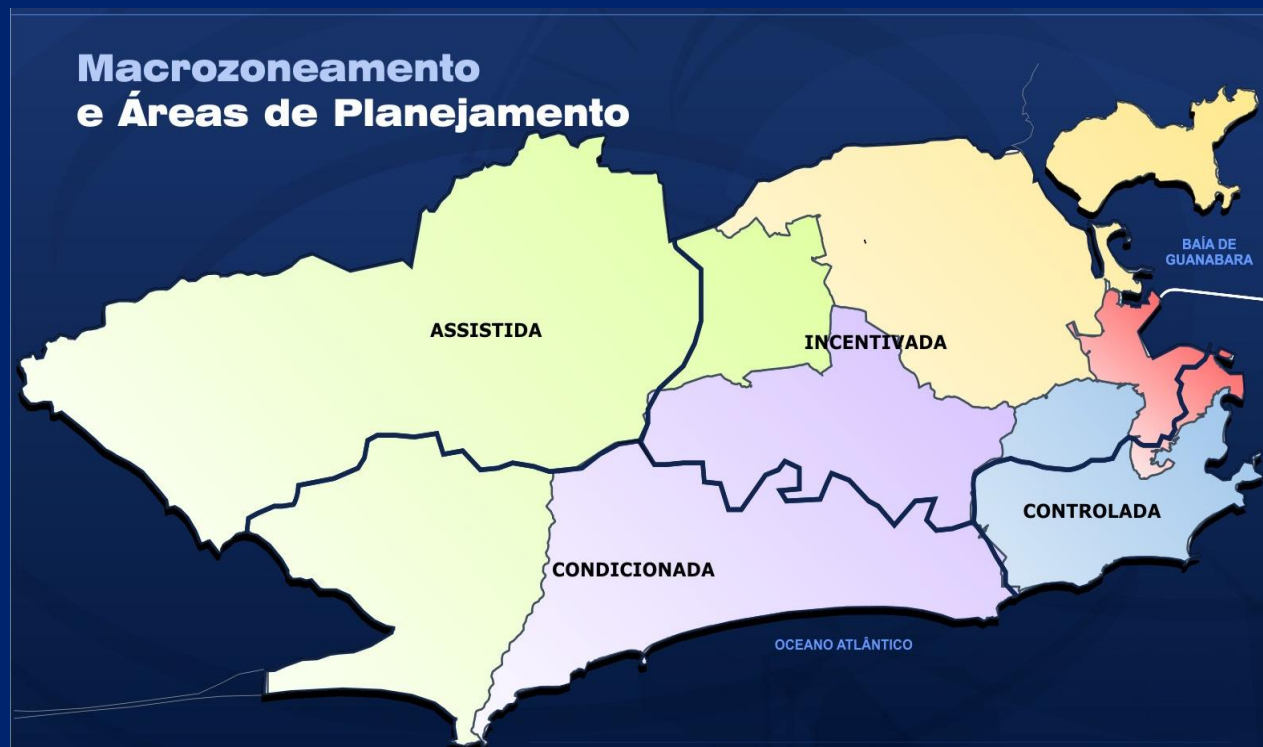 Macrozoneamento
e Áreas de Planejamento
BAÍA DE
GUANABARA
ASSISTIDA
INCENTIVADA
CONTROLADA
CONDICIONADA
OCEANO ATLÂNTICO